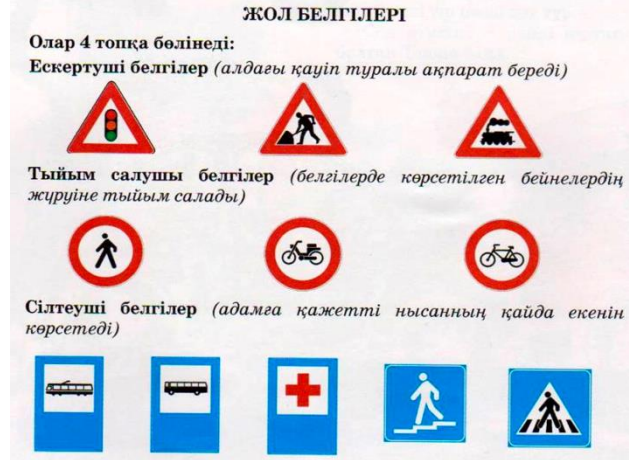 ЖОЛ БЕЛГІЛЕРІ
Олар 4 топқа бөлінеді:
Ескертуші белгілер (алдағы қауіп туралы ақпарат береді)
Тыйым салушы белгілер (белгілерде көрсетілген бейнелердің
жүруіне тыйым салады)
Сілтеуші белгілер (адамға қажетті нысанның қайда екенін
көрсетеді)